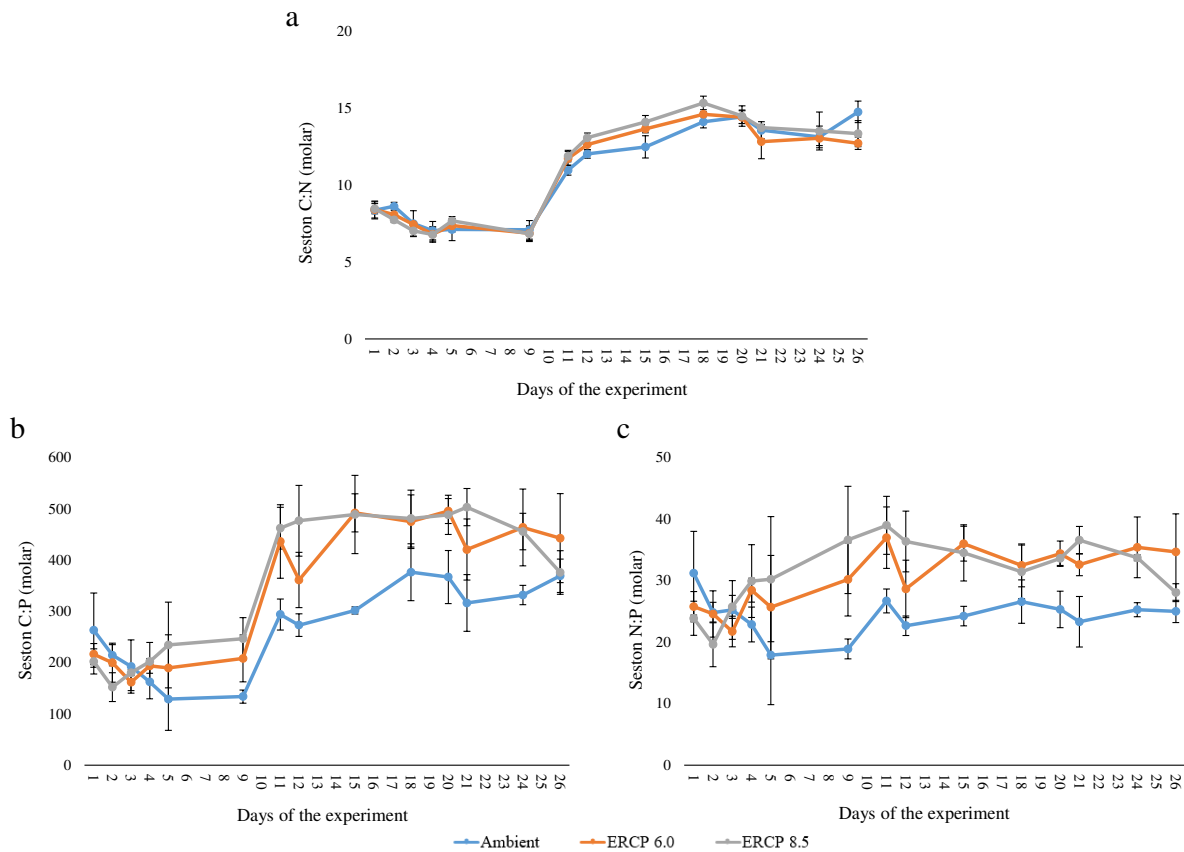 a
20
15
10
5
0
Seston C:N (molar)
1 2 3 4 5 6 7 8 9 10 11 12 13 14 15 16 17 18 19 20 21 22 23 24 25 26
Days of the experiment
b
600
500
400
300
200
100
0
Seston C:P (molar)
1 2 3 4 5 6 7 8 9 10 11 12 13 14 15 16 17 18 19 20 21 22 23 24 25 26
Days of the experiment
c
50
40
30
20
10
0
Seston N:P (molar)
1 2 3 4 5 6 7 8 9 10 11 12 13 14 15 16 17 18 19 20 21 22 23 24 25 26
Days of the experiment
Ambient ERCP 6.0 ERCP 8.5